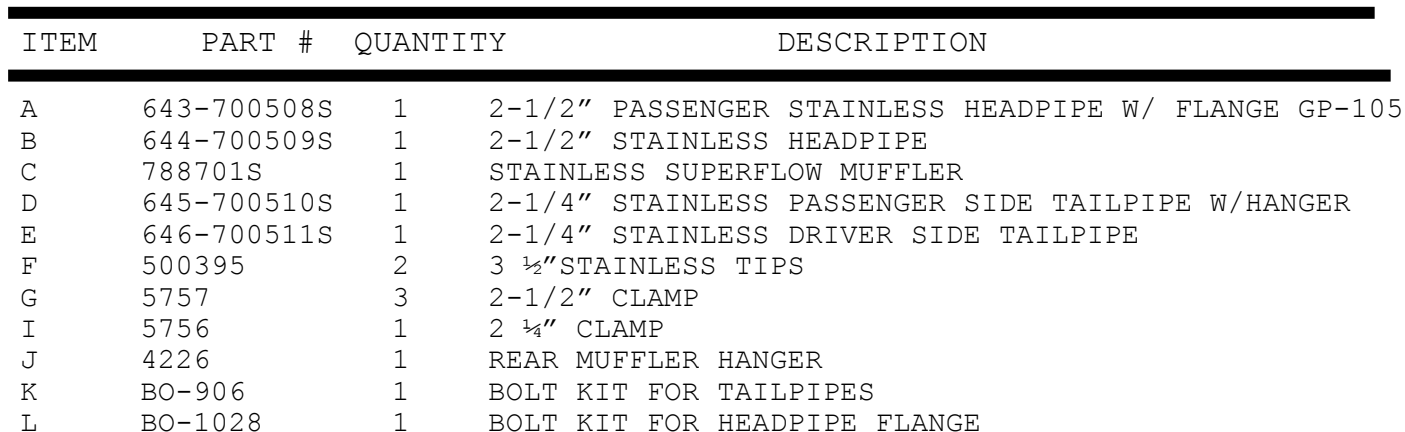 ITEM PART # QUANTITY DESCRIPTION
A 643-700508S 1 2-1/2″ PASSENGER STAINLESS HEADPIPE W/ FLANGE GP-105
B 644-700509S 1 2-1/2″ STAINLESS HEADPIPE
C 788701S 1 STAINLESS SUPERFLOW MUFFLER
D 645-700510S 1 2-1/4″ STAINLESS PASSENGER SIDE TAILPIPE W/HANGER
E 646-700511S 1 2-1/4″ STAINLESS DRIVER SIDE TAILPIPE
F 500395 2 3 ½″STAINLESS TIPS
G 5757 3 2-1/2″ CLAMP
I 5756 1 2 ¼″ CLAMP
J 4226 1 REAR MUFFLER HANGER
K BO-906 1 BOLT KIT FOR TAILPIPES
L BO-1028 1 BOLT KIT FOR HEADPIPE FLANGE